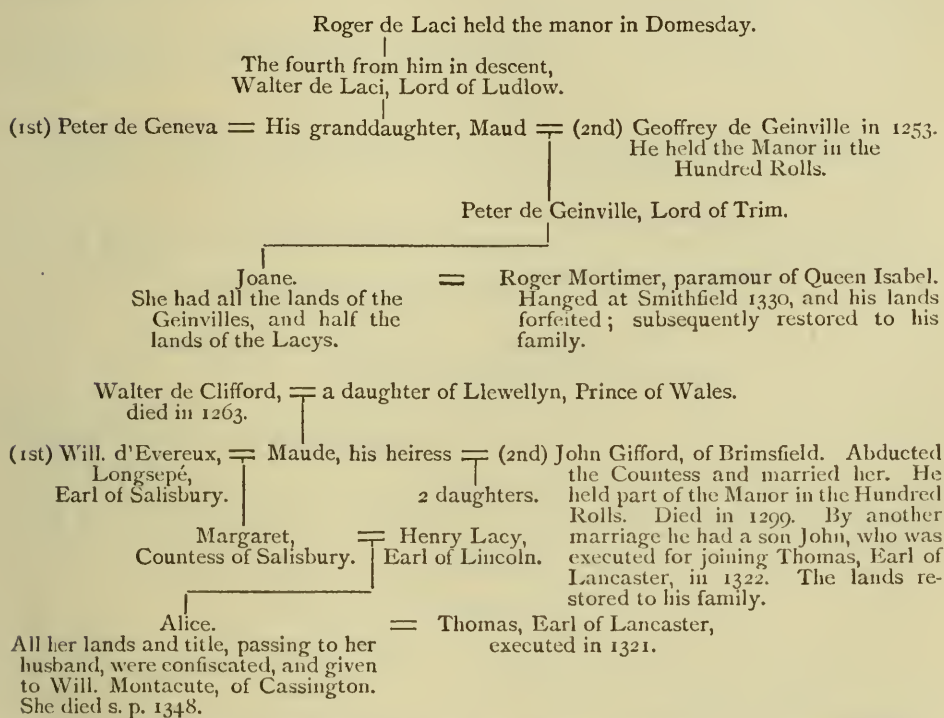 Roger de Laci held the manor in Domesday.
The fourth from him in descent,
Walter de Laci, Lord of Ludlow.
(1st) Peter de Geneva = His granddaughter, Maud = (2nd) Geoffrey de Geinville in 1253.
He held the Manor in the
Hundred Rolls.
Peter de Geinville, Lord of Trim.
Joane. = Roger Mortimer, paramour of Queen Isabel.
She had all the lands of the Hanged at Smithfield 1330, and his lands
Geinvilles, and half the forfeited; subsequently restored to his
lands of the Lacys. family.
Walter de Clifford, = a daughter of Llewellyn, Prince of Wales.
died in 1263.
(1st) Will. d'Evereux, = Maude, his heiress = (2nd) John Gifford, of Brimsfield. Abducted
Longsepé, the Countess and married her. He
Earl of Salisbury. 2 daughters. held part of the Manor in the Hundred
Rolls. Died in 1299. By another
Margaret, = Henry Lacy, marriage he had a son John, who was
Countess of Salisbury. Earl of Lincoln. executed for joining Thomas, Earl of
Lancaster, in 1322. The lands re-
stored to his family.
Alice. = Thomas, Earl of Lancaster,
All her lands and title, passing to her executed in 1321.
husband, were confiscated, and given
to Will. Montacute, of Cassington.
She died s. p. 1348.